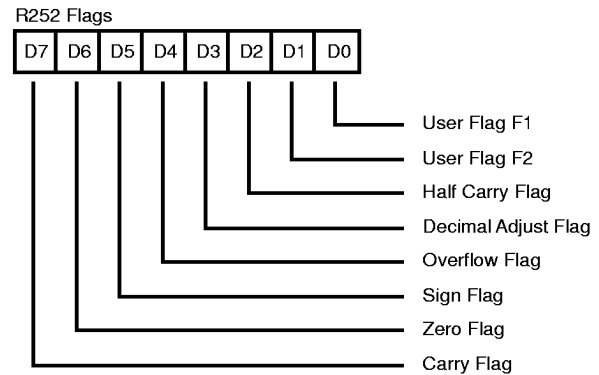 R252 Flags
D7 D6 D5 D4 D3 D2 D1 D0
User Flag F1
User Flag F2
Half Carry Flag
Decimal Adjust Flag
Overflow Flag
Sign Flag
Zero Flag
Carry Flag